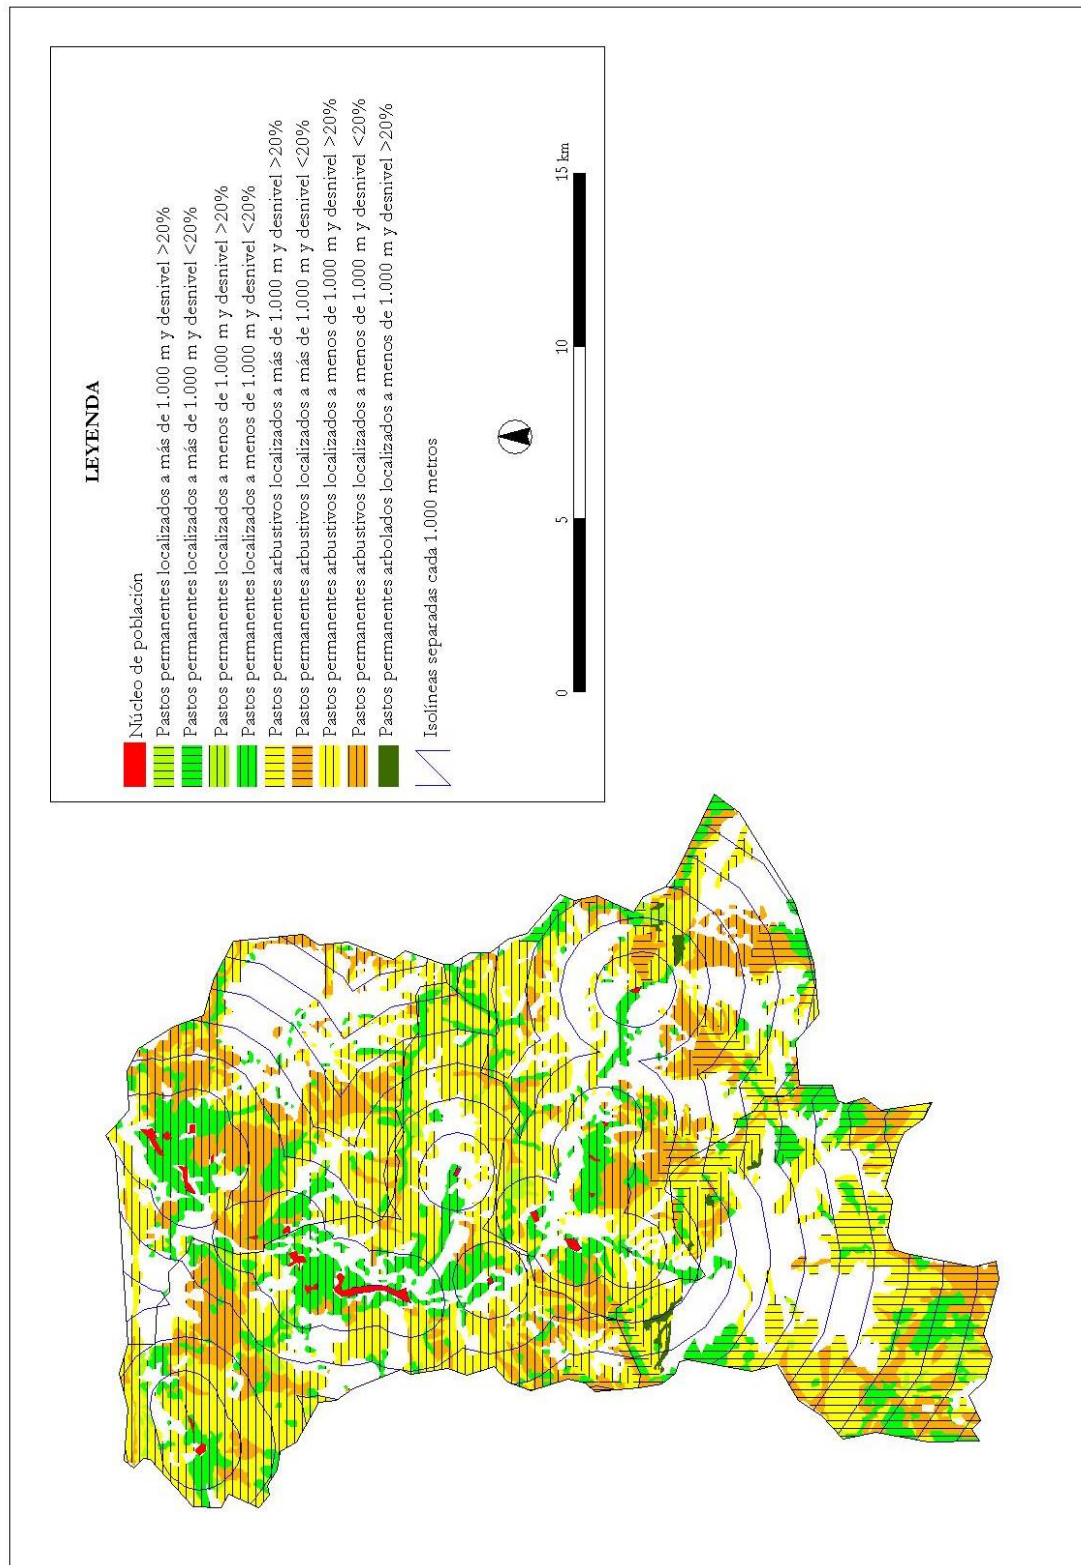 LEYENDA
Núcleo de población
Pastos permanentes localizados a más de 1.000 m y desnivel >20%
Pastos permanentes localizados a más de 1.000 m y desnivel <20%
Pastos permanentes localizados a menos de 1.000 m y desnivel >20%
Pastos permanentes localizados a menos de 1.000 m y desnivel <20%
Pastos permanentes arbustivos localizados a más de 1.000 m y desnivel >20%
Pastos permanentes arbustivos localizados a más de 1.000 m y desnivel <20%
Pastos permanentes arbustivos localizados a menos de 1.000 m y desnivel >20%
Pastos permanentes arbustivos localizados a menos de 1.000 m y desnivel <20%
Pastos permanentes arbolados localizados a menos de 1.000 m y desnivel >20%
Isolíneas separadas cada 1.000 metros
0 5 10 15 km